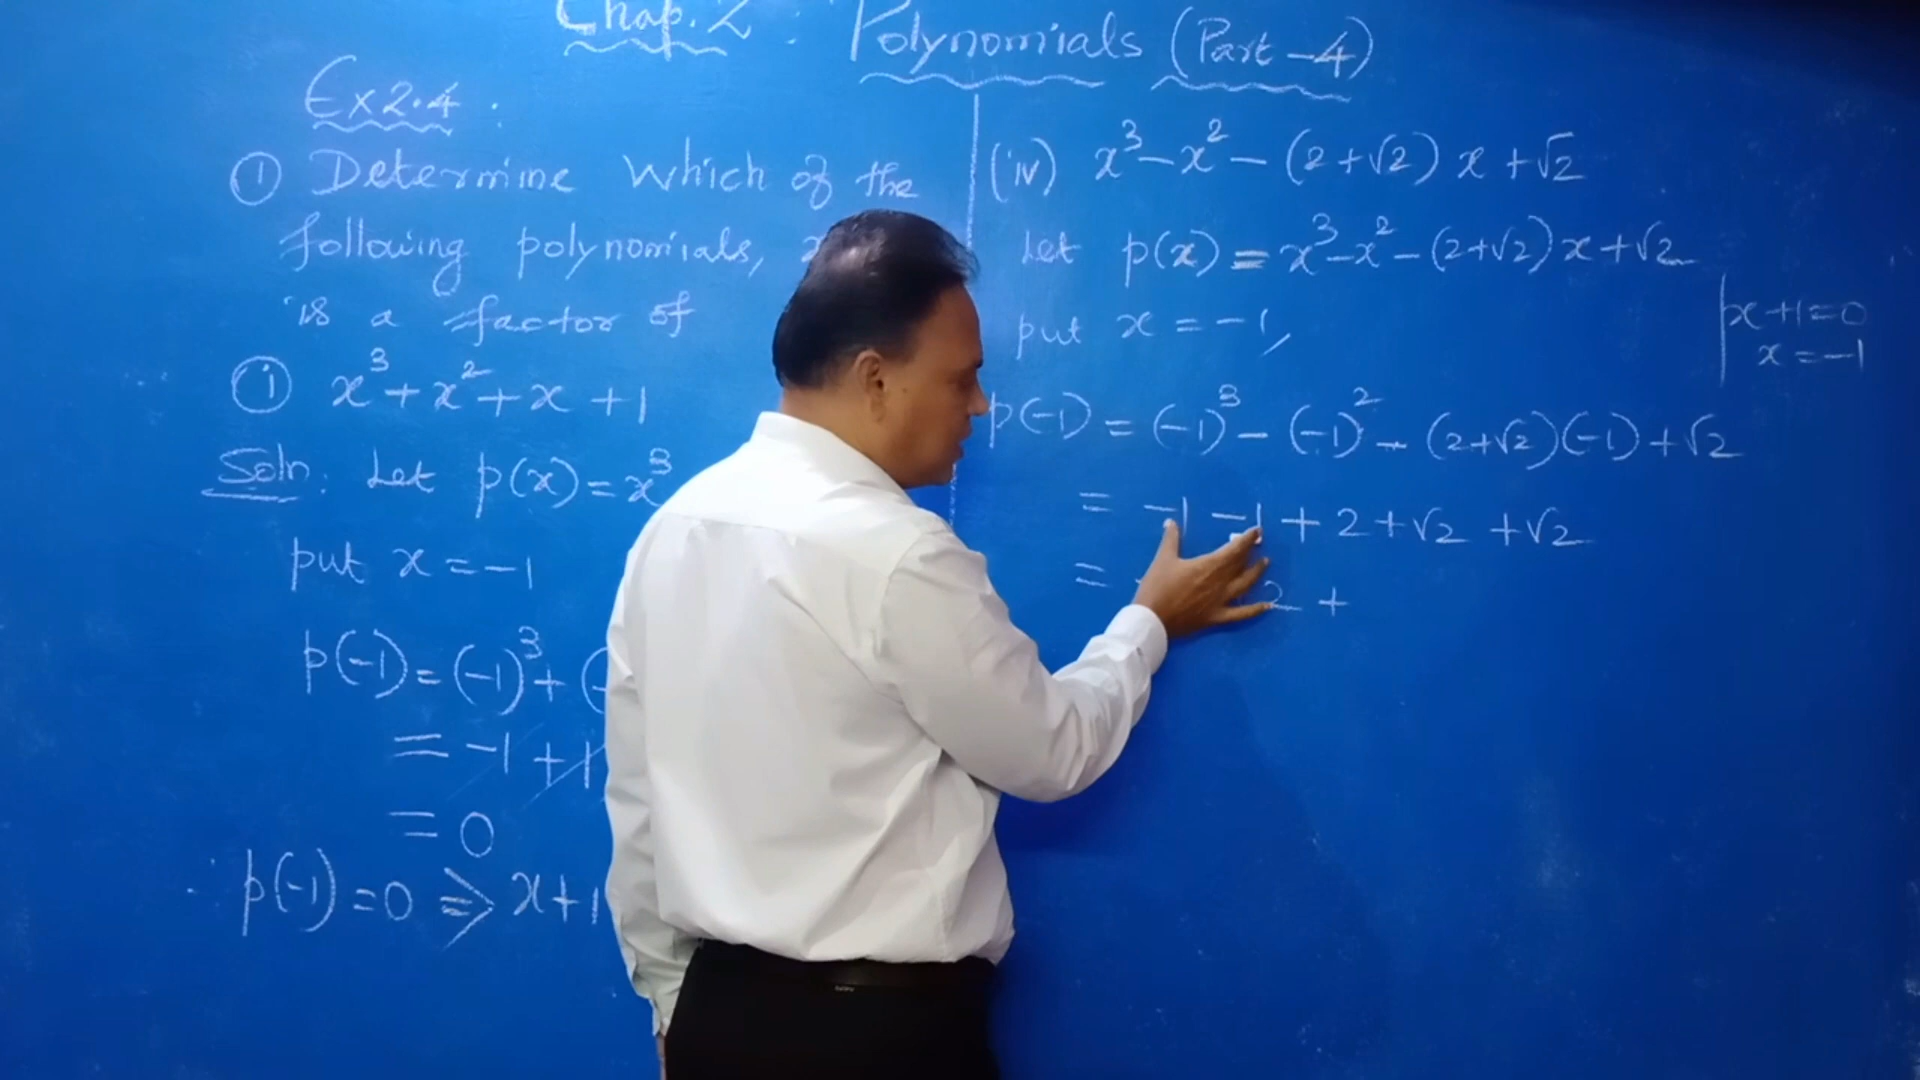 Chap. 2 : Polynomials (Part-4)
Ex 2.4 :
① Determine which of the
following polynomials,
is a factor of
ⓘ x³ + x² + x + 1
Soln: Let p(x) = x³
put x = -1
p(-1) = (-1)³ + (-
= -1 + 1
= 0
∴ p(-1) = 0 ⇒ x+1
(iv) x³ - x² - (2+√2) x + √2
Let p(x) = x³ - x² - (2+√2) x + √2
put x = -1,
x+1=0
x = -1
p(-1) = (-1)³ - (-1)² - (2+√2)(-1) + √2
= -1 -1 + 2 + √2 + √2
= 2 +